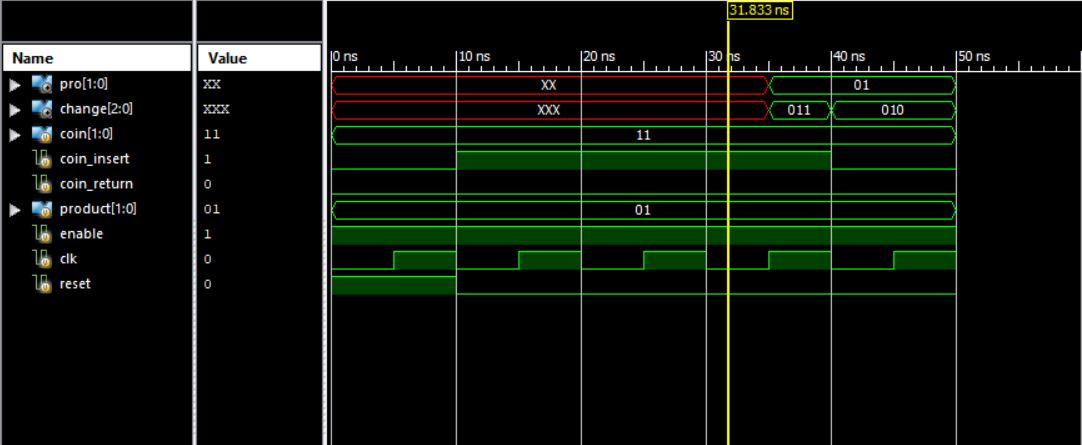 31.833 ns
Name Value 0 ns 10 ns 20 ns 30 ns 40 ns 50 ns
pro[1:0] XX XX 01
change[2:0] XXX XXX 011 010
coin[1:0] 11 11
coin_insert 1
coin_return 0
product[1:0] 01 01
enable 1
clk 0
reset 0